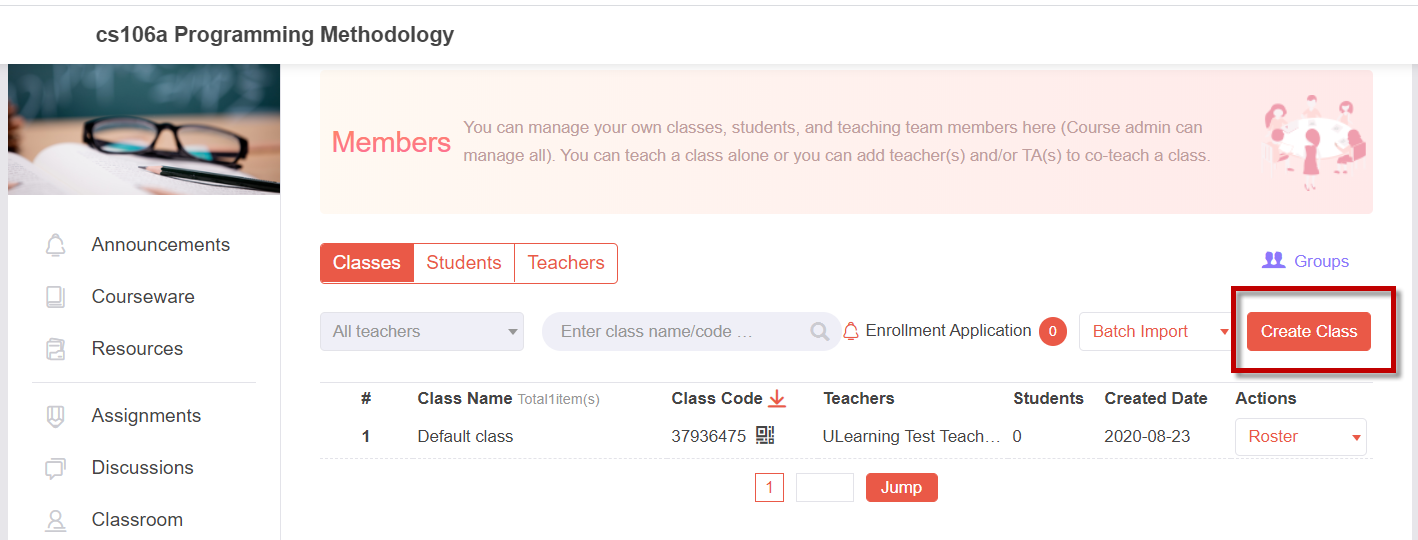 cs106a Programming Methodology
Members
You can manage your own classes, students, and teaching team members here (Course admin can
manage all). You can teach a class alone or you can add teacher(s) and/or TA(s) to co-teach a class.
Announcements
Courseware
Resources
Assignments
Discussions
Classroom
Classes Students Teachers
Groups
All teachers Enter class name/code ... Enrollment Application 0 Batch Import Create Class
# Class Name Total1item(s) Class Code Teachers Students Created Date Actions
1 Default class 37936475 ULearning Test Teach... 0 2020-08-23 Roster
1 Jump